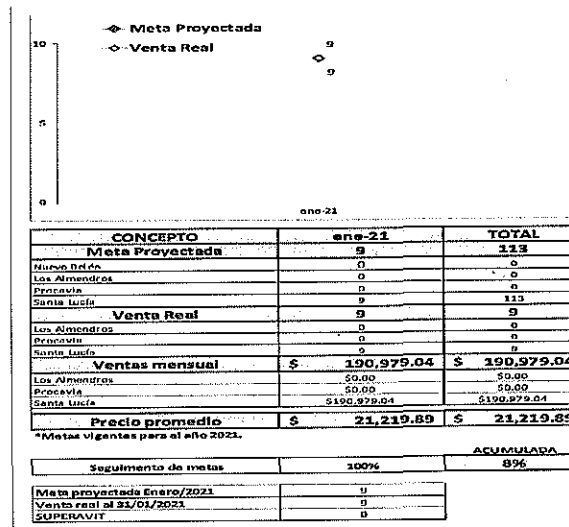 Meta Proyectada
Venta Real
10
9
9
5
0
ene-21
CONCEPTO ene-21 TOTAL
Meta Proyectada 9 113
Nuevo Belén 0 0
Los Almendros 0 0
Procavia 0 0
Santa Lucía 9 113
Venta Real 9 9
Los Almendros 0 0
Procavia 0 0
Santa Lucía 9 9
Ventas mensual $ 190,979.04 $ 190,979.04
Los Almendros $0.00 $0.00
Procavia $0.00 $0.00
Santa Lucía $190,979.04 $190,979.04
Precio promedio $ 21,219.89 $ 21,219.89
*Metas vigentes para el año 2021.
ACUMULADA
Seguimento de metas 100% 8%
Meta proyectada Enero/2021 9
Venta real al 31/01/2021 9
SUPERAVIT 0